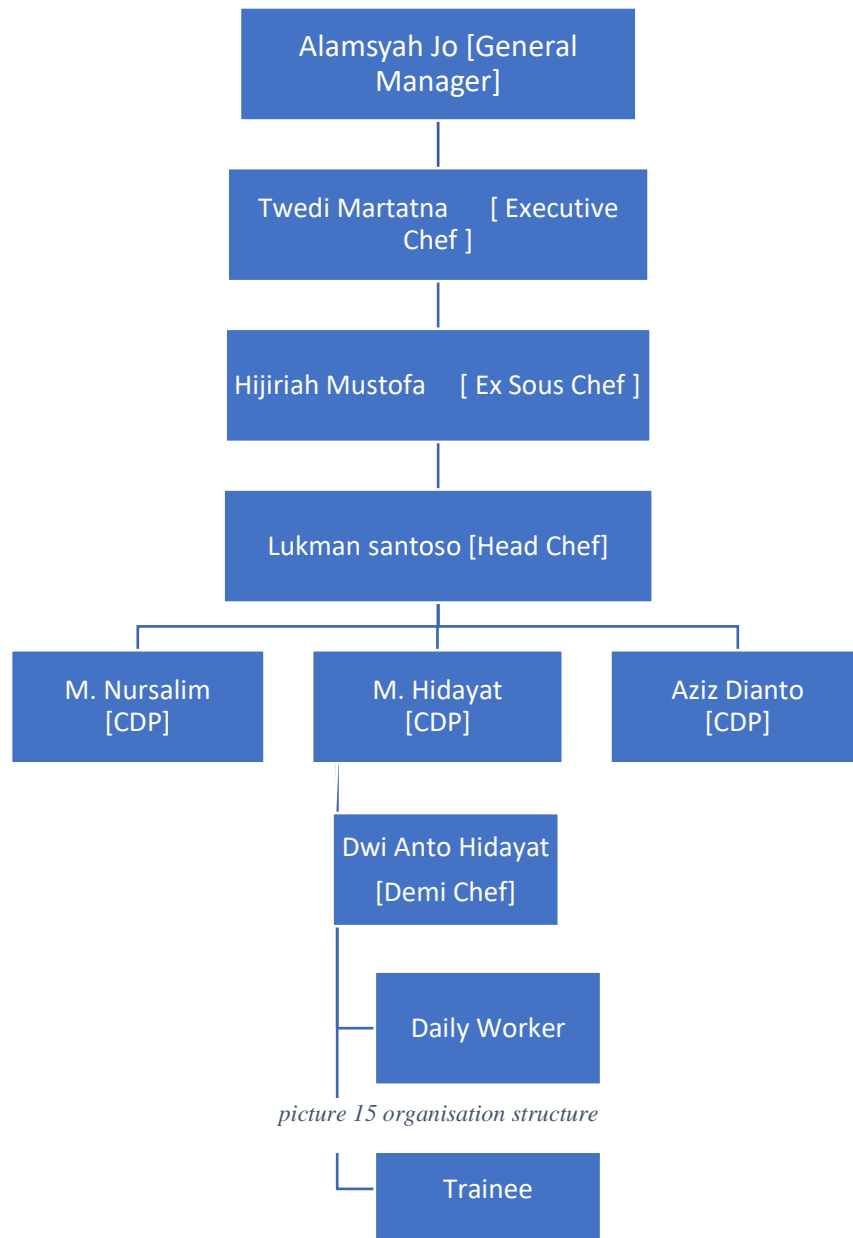 Alamsyah Jo [General
Manager]
Twedi Martatna [ Executive
Chef ]
Hijiriah Mustofa [ Ex Sous Chef ]
Lukman santoso [Head Chef]
M. Nursalim
[CDP]
M. Hidayat
[CDP]
Aziz Dianto
[CDP]
Dwi Anto Hidayat
[Demi Chef]
Daily Worker
picture 15 organisation structure
Trainee